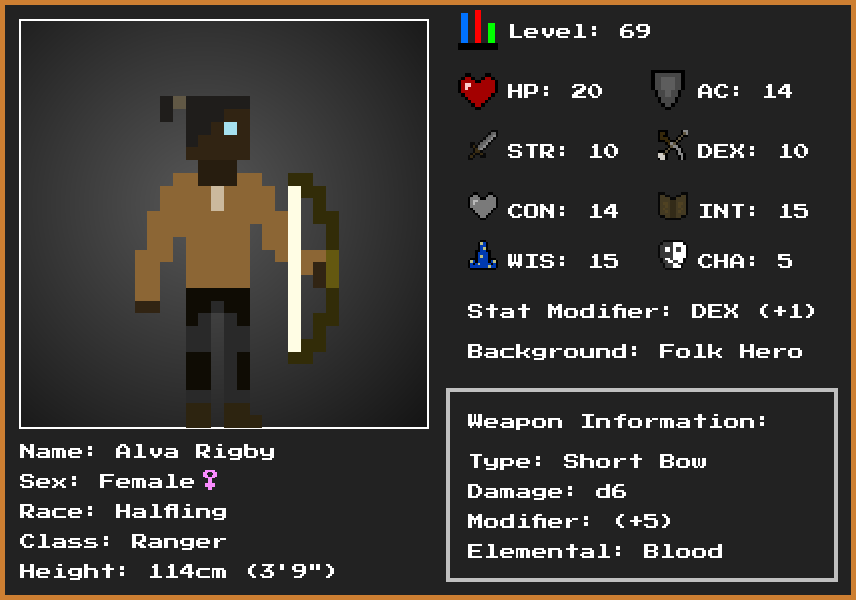 Level: 69
HP: 20 AC: 14
STR: 10 DEX: 10
CON: 14 INT: 15
WIS: 15 CHA: 5
Stat Modifier: DEX (+1)
Background: Folk Hero
Weapon Information:
Type: Short Bow
Damage: d6
Modifier: (+5)
Elemental: Blood
Name: Alva Rigby
Sex: Female♀
Race: Halfling
Class: Ranger
Height: 114cm (3'9")